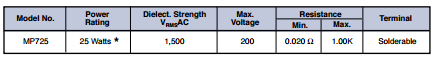 Model No. Power Rating Dielect. Strength VRMSAC Max. Voltage Resistance Min. Max. Terminal
MP725 25 Watts * 1,500 200 0.020 Ω 1.00K Solderable